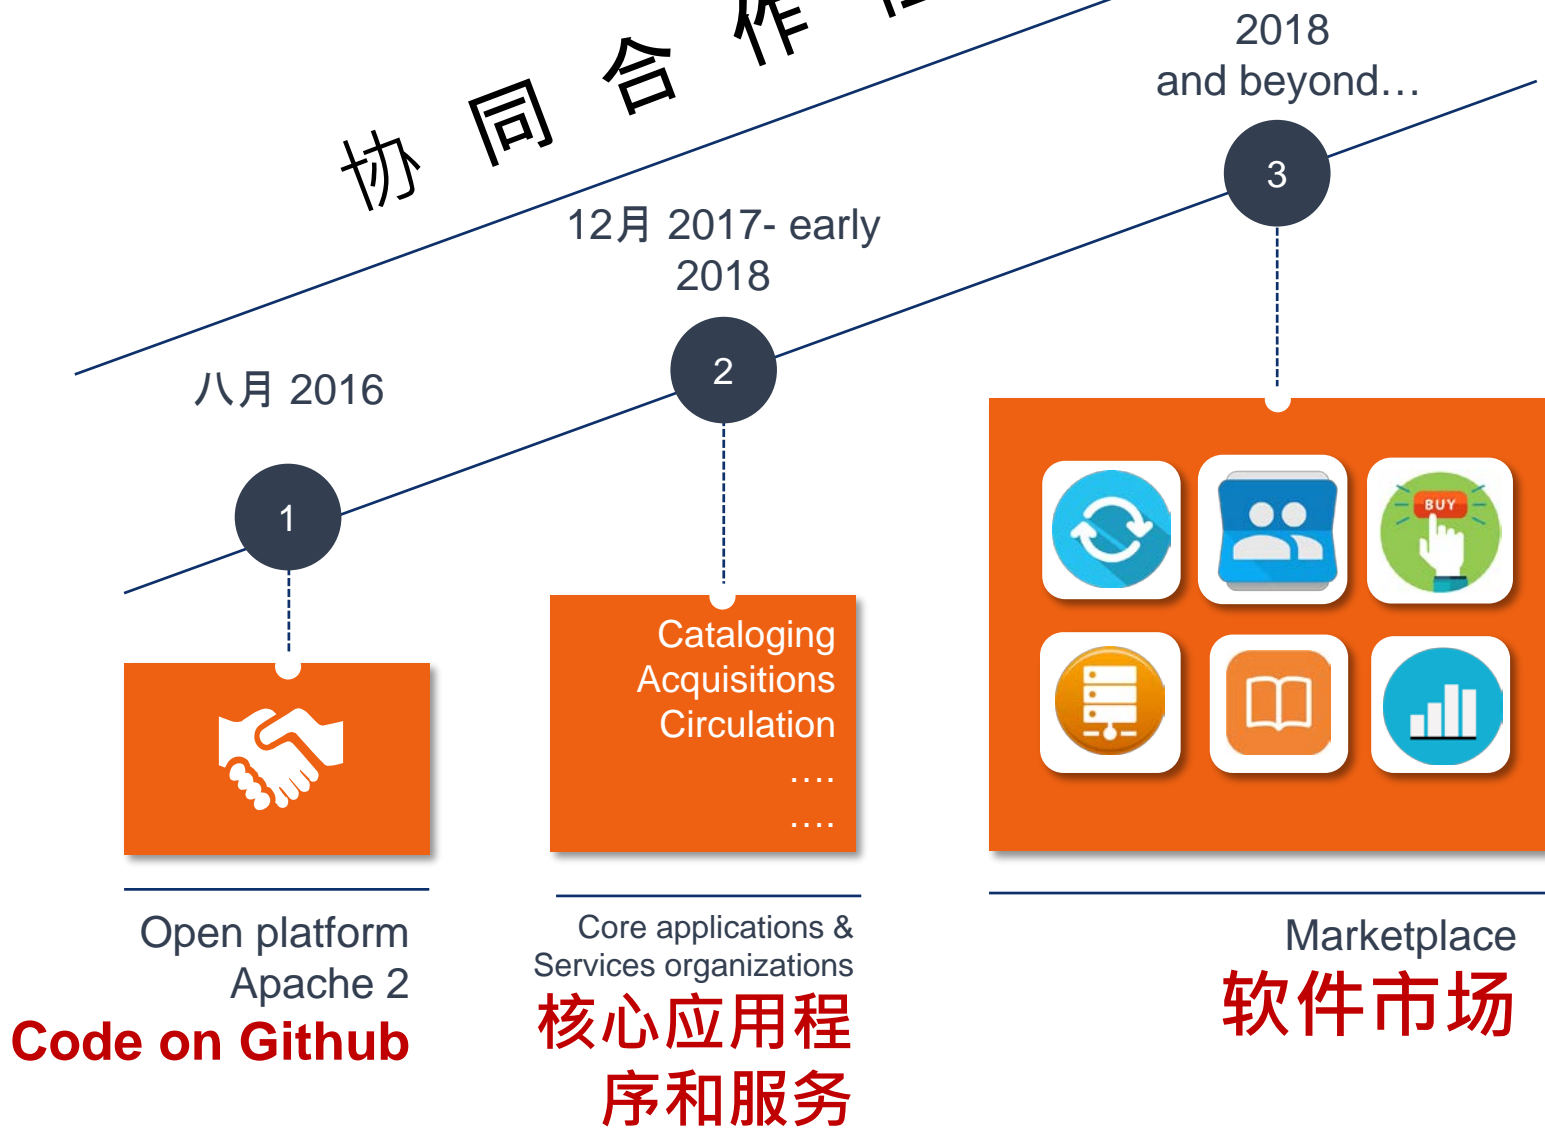 协同合作
2018
and beyond…
3
12月 2017- early
2018
2
八月 2016
1
Cataloging
Acquisitions
Circulation
….
….
BUY
Open platform
Apache 2
Code on Github
Core applications &
Services organizations
核心应用程
序和服务
Marketplace
软件市场